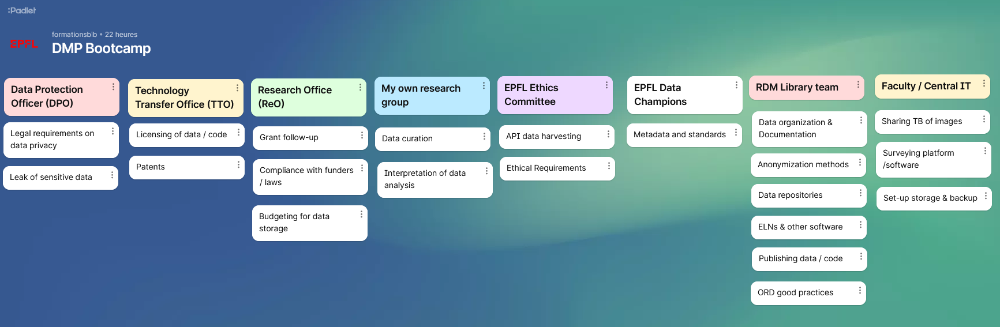 :Padlet
EPFL
formationsbib • 22 heures
DMP Bootcamp
Data Protection
Officer (DPO)
Legal requirements on
data privacy
Leak of sensitive data
Technology
Transfer Office (TTO)
Licensing of data / code
Patents
Research Office
(ReO)
Grant follow-up
Compliance with funders
/ laws
Budgeting for data
storage
My own research
group
Data curation
Interpretation of data
analysis
EPFL Ethics
Committee
API data harvesting
Ethical Requirements
EPFL Data
Champions
Metadata and standards
RDM Library team
Data organization &
Documentation
Anonymization methods
Data repositories
ELNs & other software
Publishing data / code
ORD good practices
Faculty / Central IT
Sharing TB of images
Surveying platform
/software
Set-up storage & backup